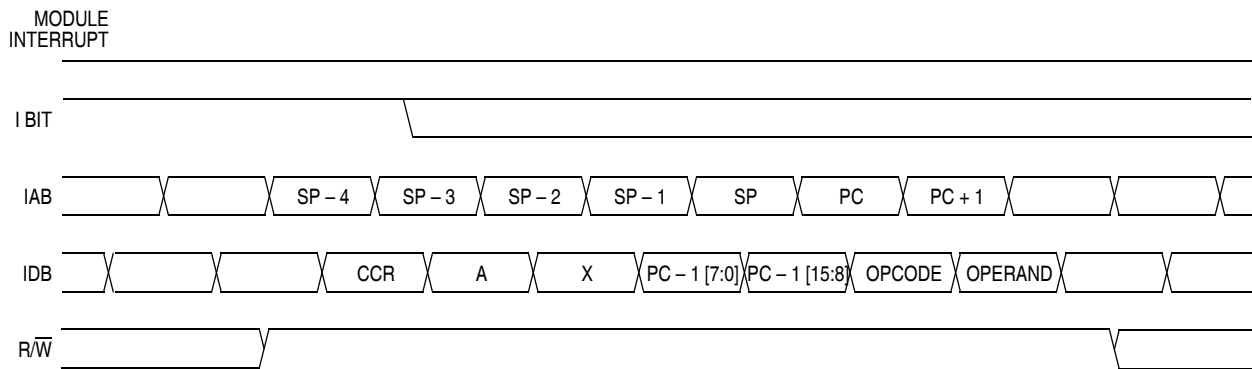 MODULE
INTERRUPT
I BIT
IAB SP – 4 SP – 3 SP – 2 SP – 1 SP PC PC + 1
IDB CCR A X PC – 1 [7:0] PC – 1 [15:8] OPCODE OPERAND
R/W̅